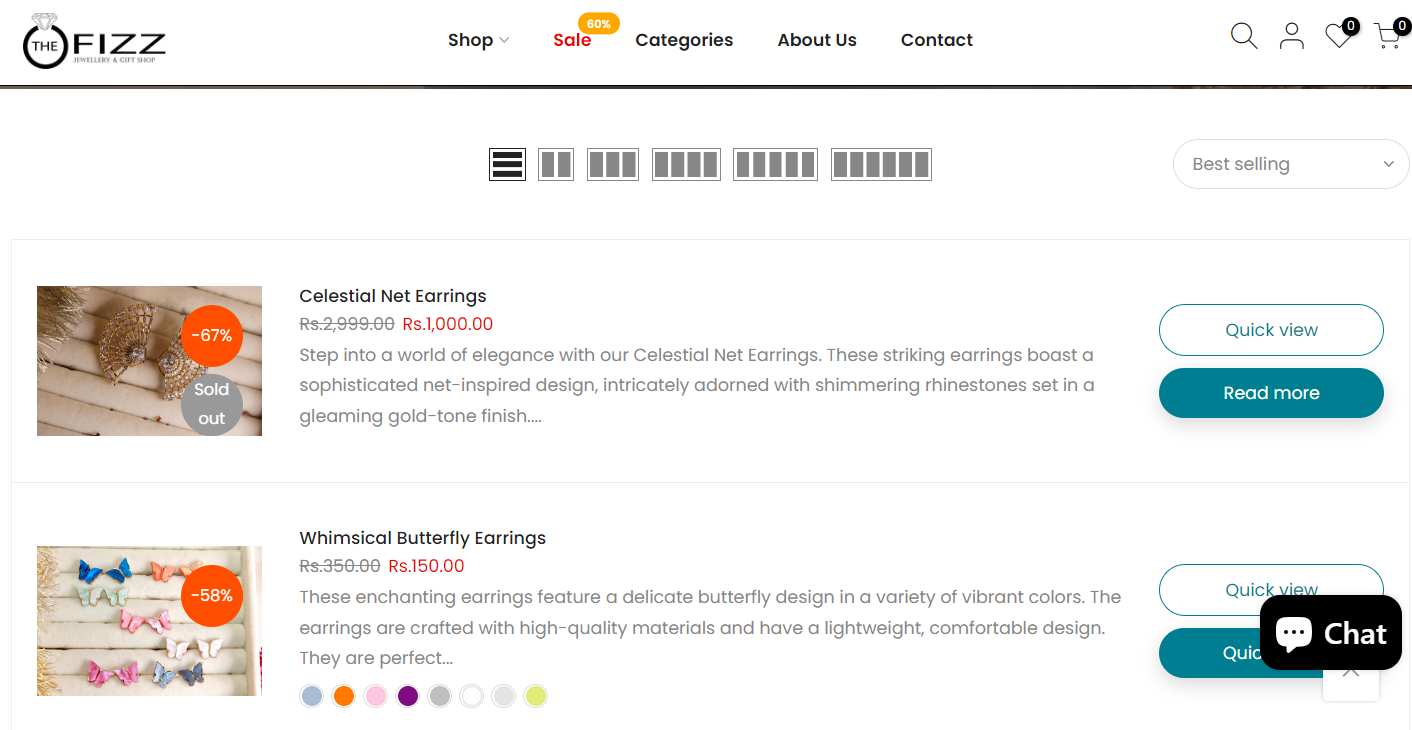 THE FIZZ
JEWELLERY & GIFT SHOP
Shop
Sale
60%
Categories
About Us
Contact
0
0
Best selling
-67%
Sold
out
Celestial Net Earrings
Rs.2,999.00 Rs.1,000.00
Step into a world of elegance with our Celestial Net Earrings. These striking earrings boast a
sophisticated net-inspired design, intricately adorned with shimmering rhinestones set in a
gleaming gold-tone finish....
Quick view
Read more
-58%
Whimsical Butterfly Earrings
Rs.350.00 Rs.150.00
These enchanting earrings feature a delicate butterfly design in a variety of vibrant colors. The
earrings are crafted with high-quality materials and have a lightweight, comfortable design.
They are perfect...
Quick view
Quic
Chat